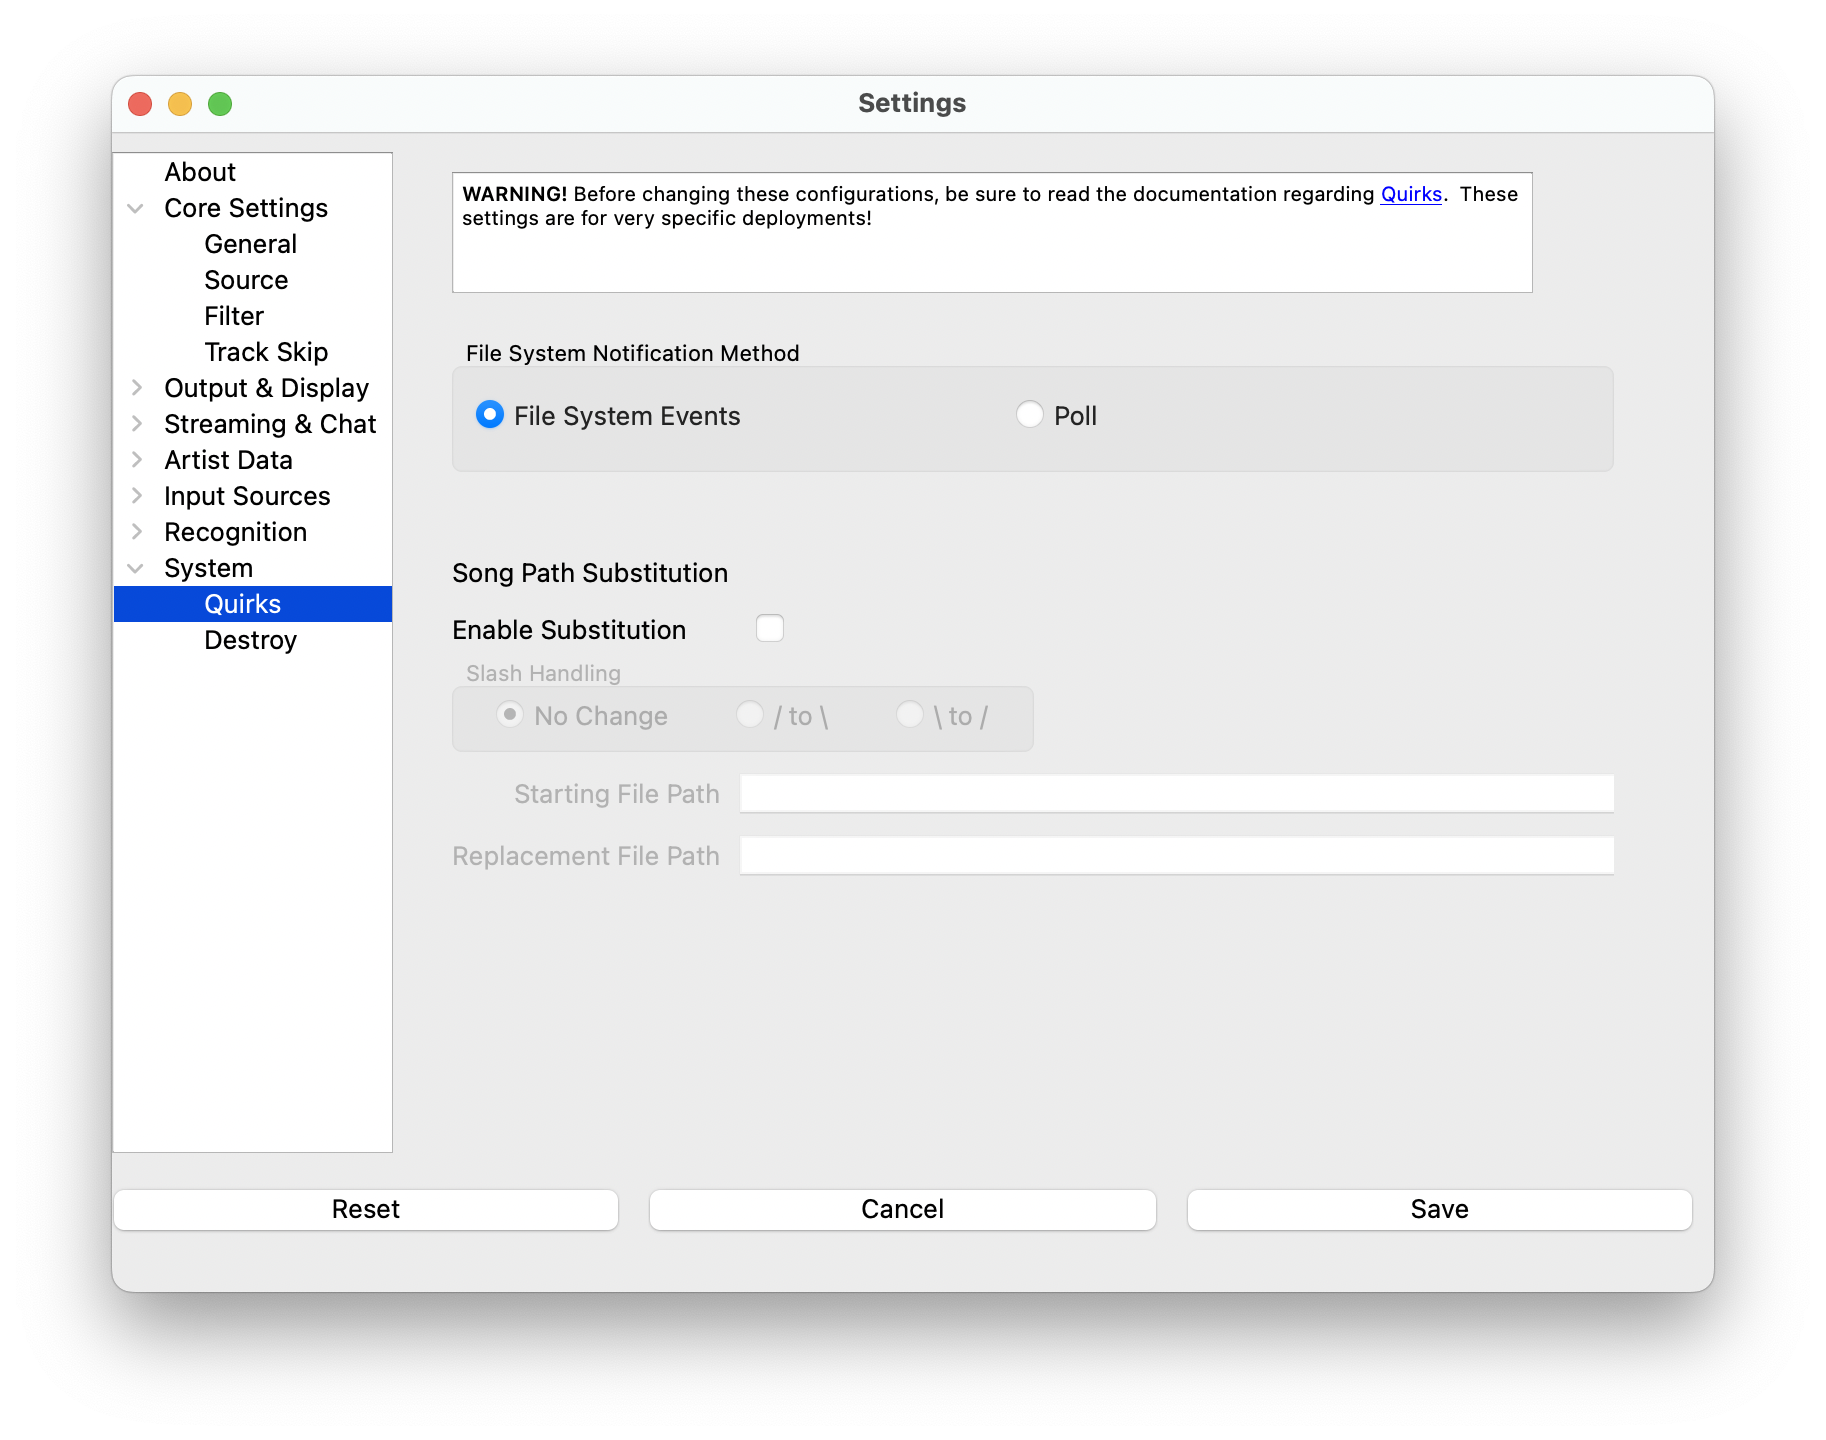 Settings
About
Core Settings
General
Source
Filter
Track Skip
Output & Display
Streaming & Chat
Artist Data
Input Sources
Recognition
System
Quirks
Destroy
WARNING! Before changing these configurations, be sure to read the documentation regarding Quirks.  These
settings are for very specific deployments!
File System Notification Method
File System Events Poll
Song Path Substitution
Enable Substitution
Slash Handling
No Change / to \ \ to /
Starting File Path
Replacement File Path
Reset Cancel Save